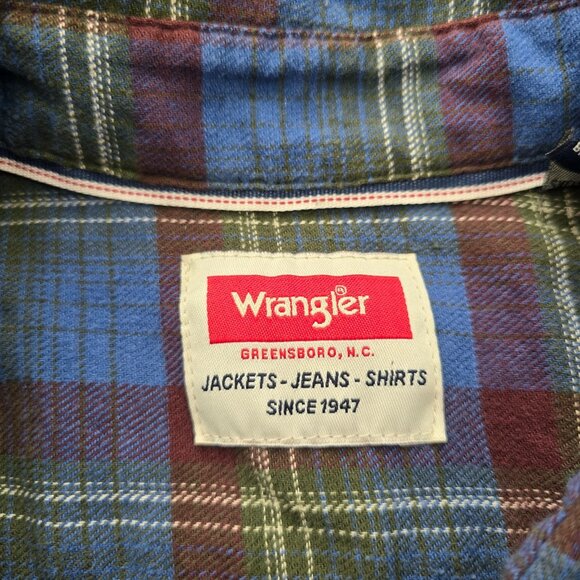 Wrangler®
GREENSBORO, N.C.
JACKETS - JEANS - SHIRTS
SINCE 1947